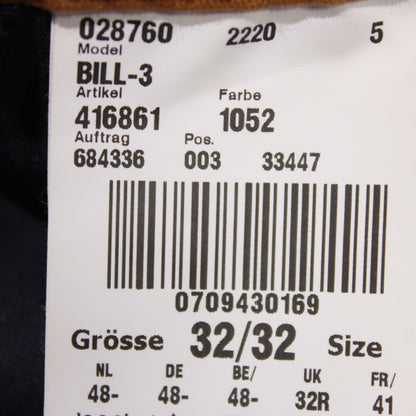 028760 2220 5
Model
BILL-3
Artikel Farbe
416861 1052
Auftrag Pos.
684336 003 33447
0709430169
Grösse 32/32 Size
NL DE BE/ UK FR/
48- 48- 48- 32R 41